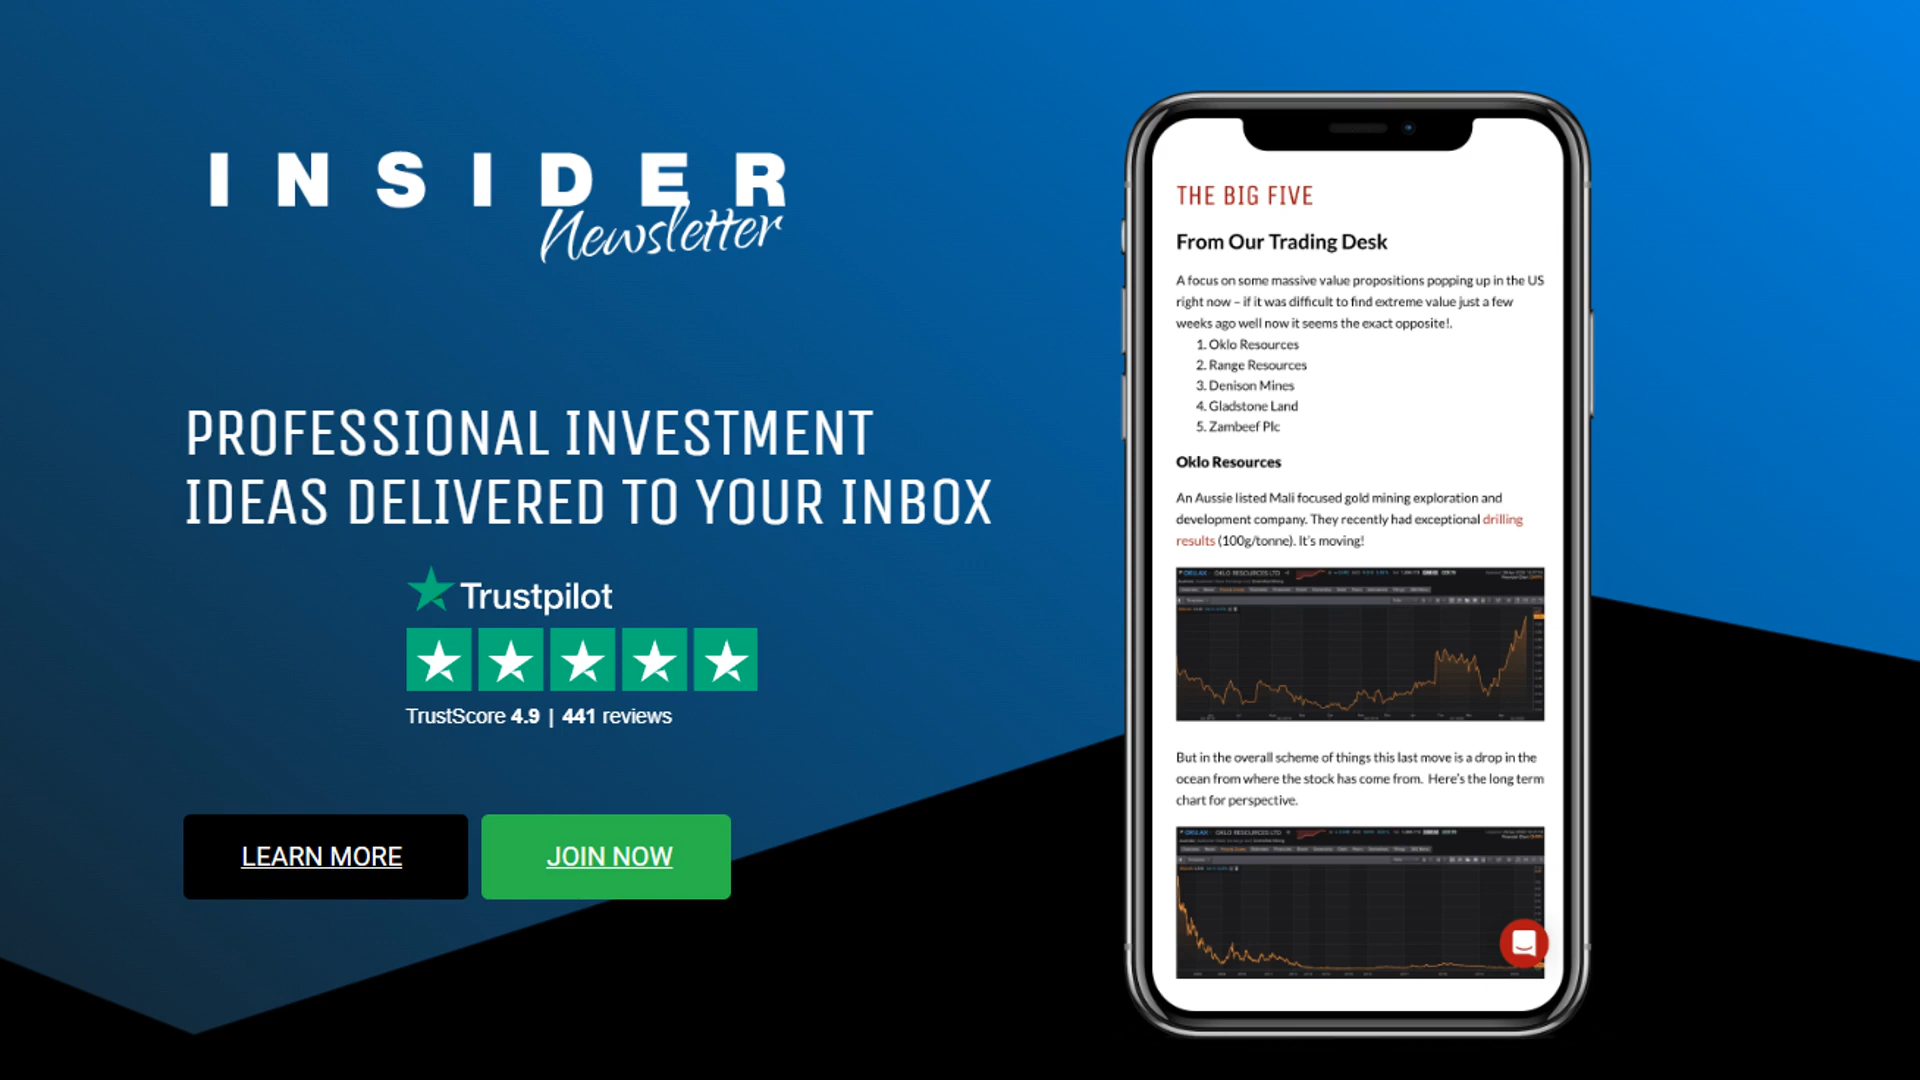 INSIDER
Newsletter
PROFESSIONAL INVESTMENT
IDEAS DELIVERED TO YOUR INBOX
Trustpilot
TrustScore 4.9 | 441 reviews
LEARN MORE
JOIN NOW
THE BIG FIVE
From Our Trading Desk
A focus on some massive value propositions popping up in the US
right now – if it was difficult to find extreme value just a few
weeks ago well now it seems the exact opposite!.
1. Oklo Resources
2. Range Resources
3. Denison Mines
4. Gladstone Land
5. Zambeef Plc
Oklo Resources
An Aussie listed Mali focused gold mining exploration and
development company. They recently had exceptional drilling
results (100g/tonne). It's moving!
OKLO RESOURCES LTD
But in the overall scheme of things this last move is a drop in the
ocean from where the stock has come from. Here's the long term
chart for perspective.
OKLO RESOURCES LTD